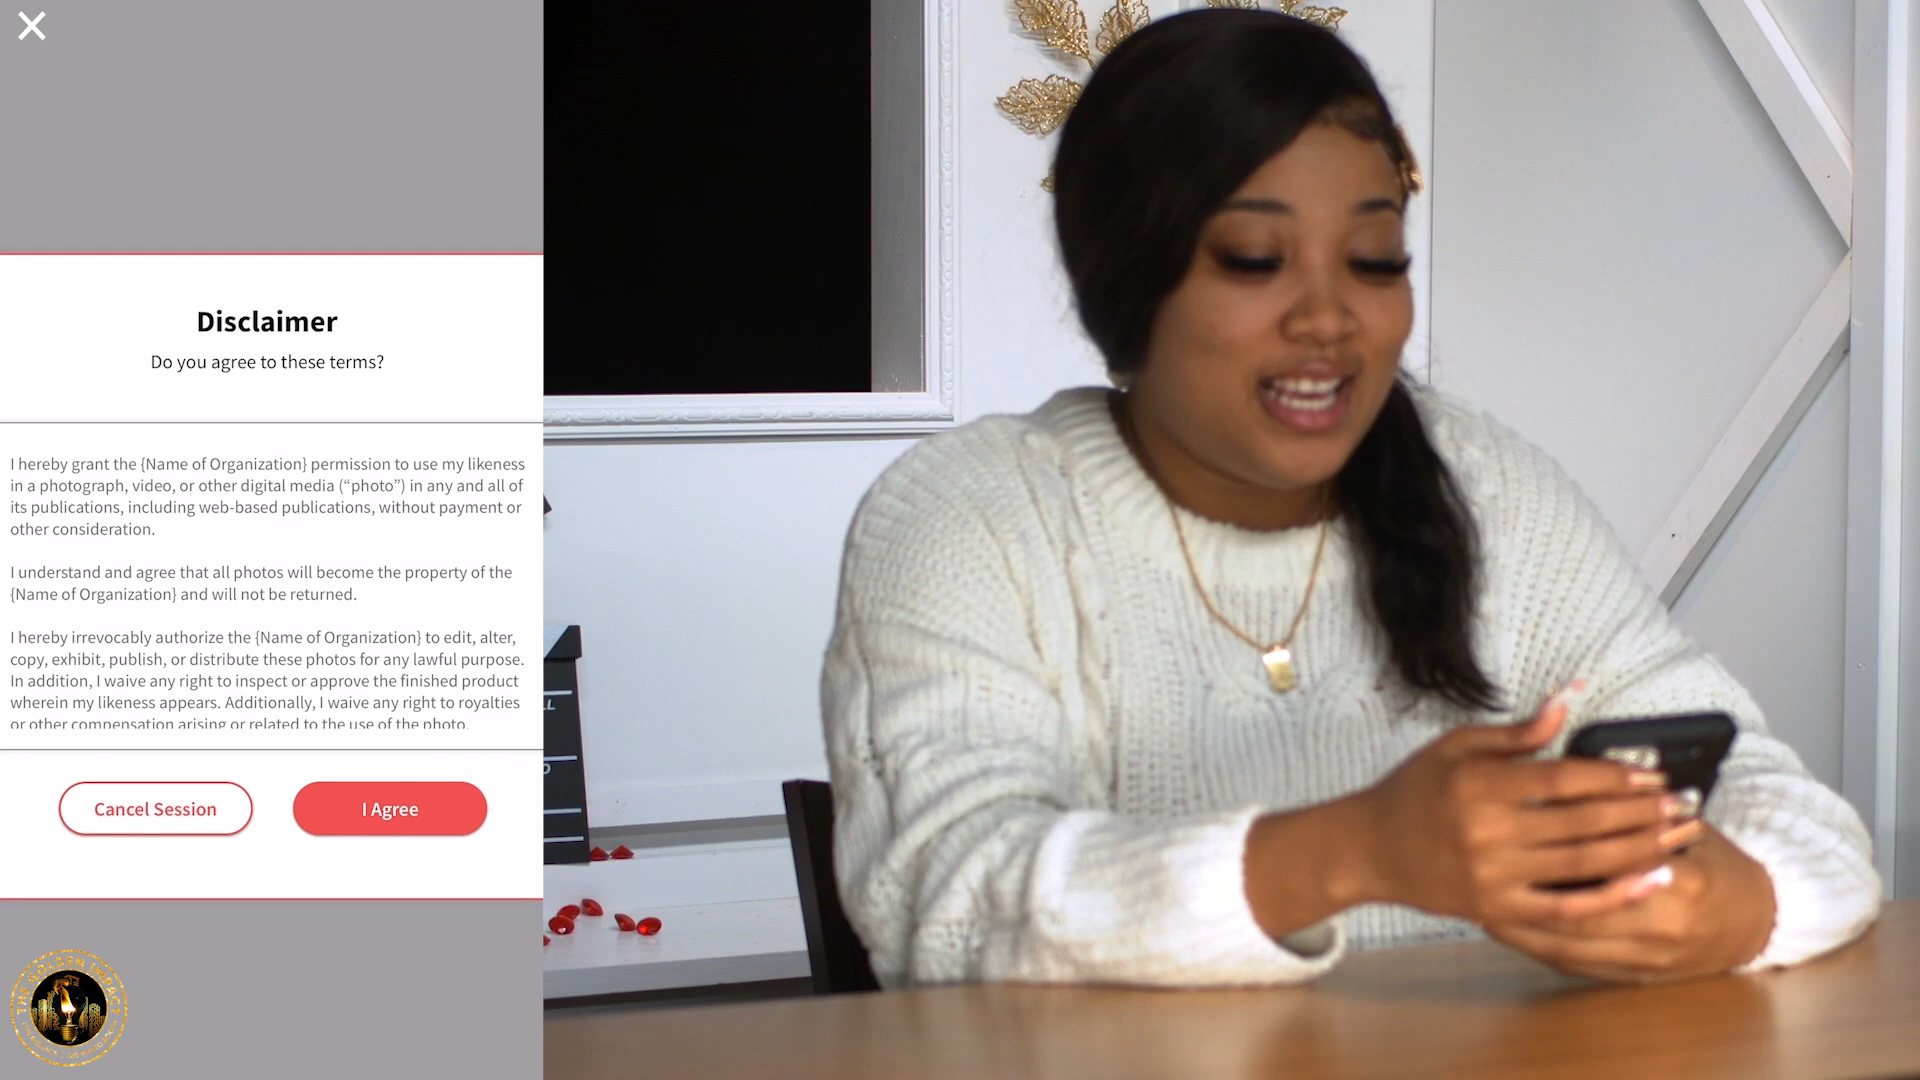 Disclaimer
Do you agree to these terms?
I hereby grant the {Name of Organization} permission to use my likeness
in a photograph, video, or other digital media (“photo”) in any and all of
its publications, including web-based publications, without payment or
other consideration.
I understand and agree that all photos will become the property of the
{Name of Organization} and will not be returned.
I hereby irrevocably authorize the {Name of Organization} to edit, alter,
copy, exhibit, publish, or distribute these photos for any lawful purpose.
In addition, I waive any right to inspect or approve the finished product
wherein my likeness appears. Additionally, I waive any right to royalties
or other compensation arising or related to the use of the photo.
Cancel Session
I Agree
THE GOLDEN IMPACT